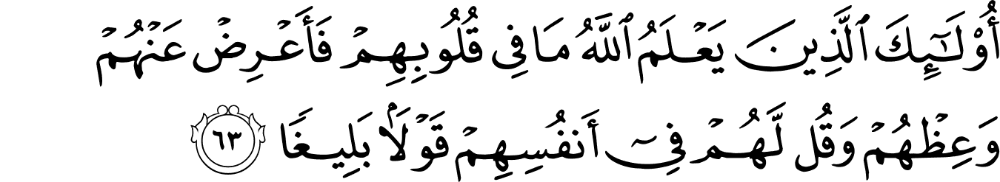 أُو۟لَـٰٓئِكَ ٱلَّذِينَ يَعْلَمُ ٱللَّهُ مَا فِى قُلُوبِهِمْ فَأَعْرِضْ عَنْهُمْ
وَعِظْهُمْ وَقُل لَّهُمْ فِىٓ أَنفُسِهِمْ قَوْلًۢا بَلِيغًا ٦٣